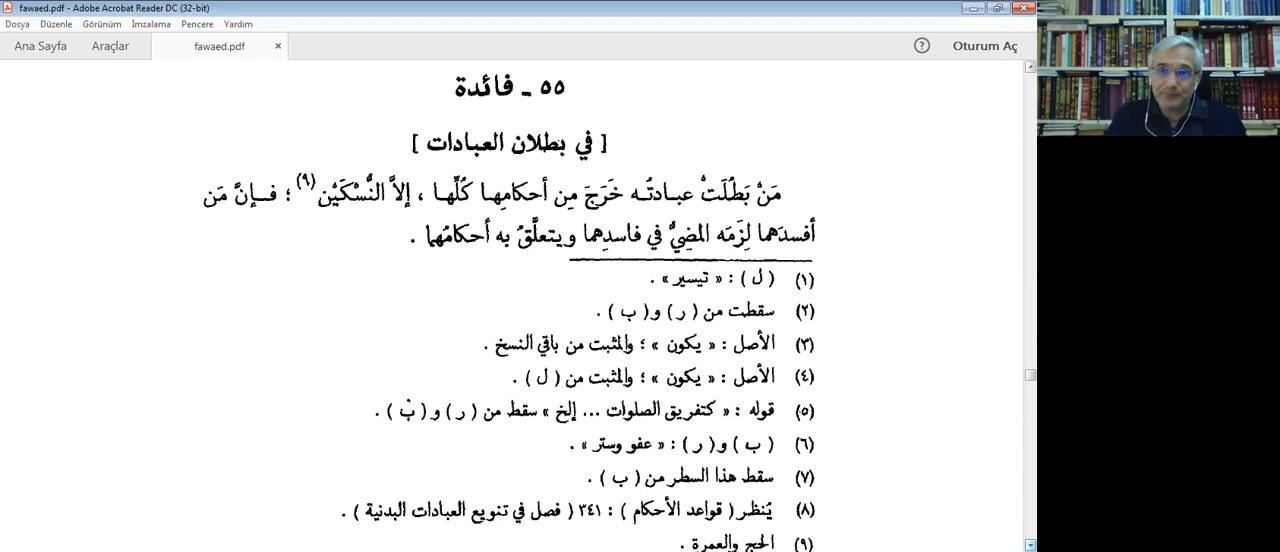 fawaed.pdf - Adobe Acrobat Reader DC (32-bit)
Dosya Düzenle Görünüm İmzalama Pencere Yardım
Ana Sayfa Araçlar fawaed.pdf × ? Oturum Aç
٥٥ ـ فائدة
[ في بطلان العبادات ]
مَنْ بَطُلَتْ عبادتُه خَرَجَ مِن أحكامِها كُلِّها ، إلاَّ النُّسْكَيْن(٩) ؛ فإنَّ مَن
أفسدَهما لزِمَه المضِيُّ في فاسدِهما ويتعلَّقُ به أحكامُهما .
(١) ( ل ) : « تيسير » .
(٢) سقطت من ( ر ) و ( ب ) .
(٣) الأصل : « يكون » ؛ والمثبت من باقي النسخ .
(٤) الأصل : « يكون » ؛ والمثبت من ( ل ) .
(٥) قوله : « كتفريق الصلوات ... إلخ » سقط من ( ر ) و ( ب ) .
(٦) ( ب ) و ( ر ) : « عفو وستر » .
(٧) سقط هذا السطر من ( ب ) .
(٨) يُنظر ( قواعد الأحكام ) : ٣٤١ ( فصل في تنويع العبادات البدنية ) .
(٩) الحج والعمرة .